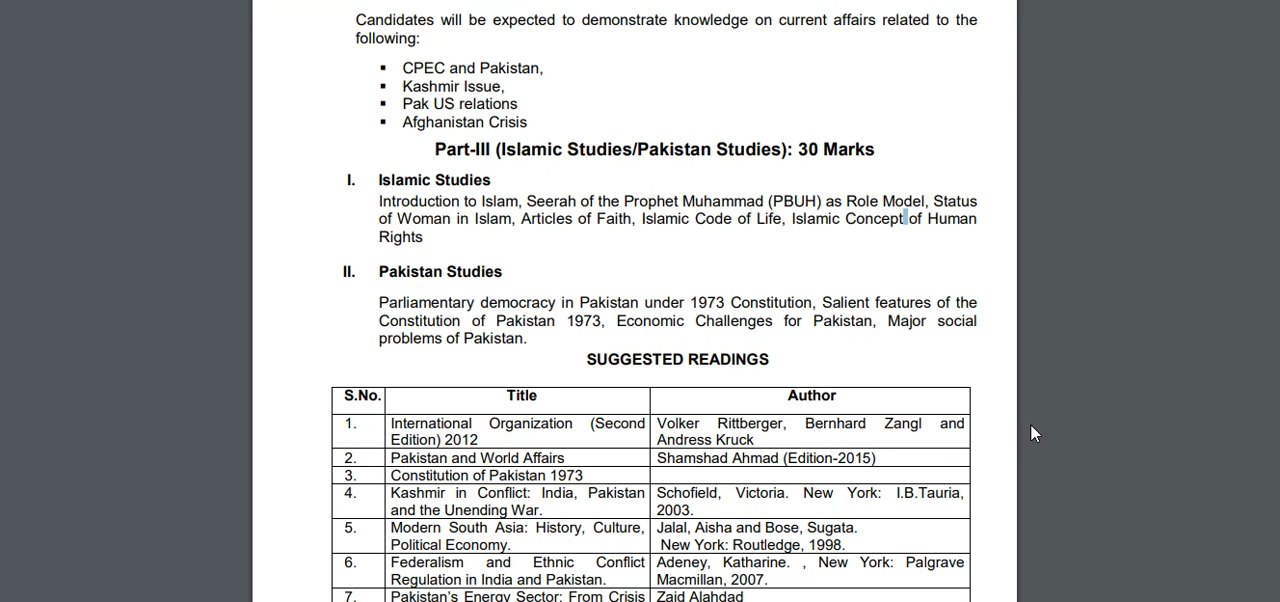 Candidates will be expected to demonstrate knowledge on current affairs related to the
following:
▪ CPEC and Pakistan,
▪ Kashmir Issue,
▪ Pak US relations
▪ Afghanistan Crisis
Part-III (Islamic Studies/Pakistan Studies): 30 Marks
I. Islamic Studies
Introduction to Islam, Seerah of the Prophet Muhammad (PBUH) as Role Model, Status
of Woman in Islam, Articles of Faith, Islamic Code of Life, Islamic Concept of Human
Rights
II. Pakistan Studies
Parliamentary democracy in Pakistan under 1973 Constitution, Salient features of the
Constitution of Pakistan 1973, Economic Challenges for Pakistan, Major social
problems of Pakistan.
SUGGESTED READINGS
S.No. Title Author
1. International Organization (Second Volker Rittberger, Bernhard Zangl and
Edition) 2012 Andress Kruck
2. Pakistan and World Affairs Shamshad Ahmad (Edition-2015)
3. Constitution of Pakistan 1973
4. Kashmir in Conflict: India, Pakistan Schofield, Victoria. New York: I.B.Tauria,
and the Unending War. 2003.
5. Modern South Asia: History, Culture, Jalal, Aisha and Bose, Sugata.
Political Economy. New York: Routledge, 1998.
6. Federalism and Ethnic Conflict Adeney, Katharine. , New York: Palgrave
Regulation in India and Pakistan. Macmillan, 2007.
7. Pakistan's Energy Sector: From Crisis Zaid Alahdad